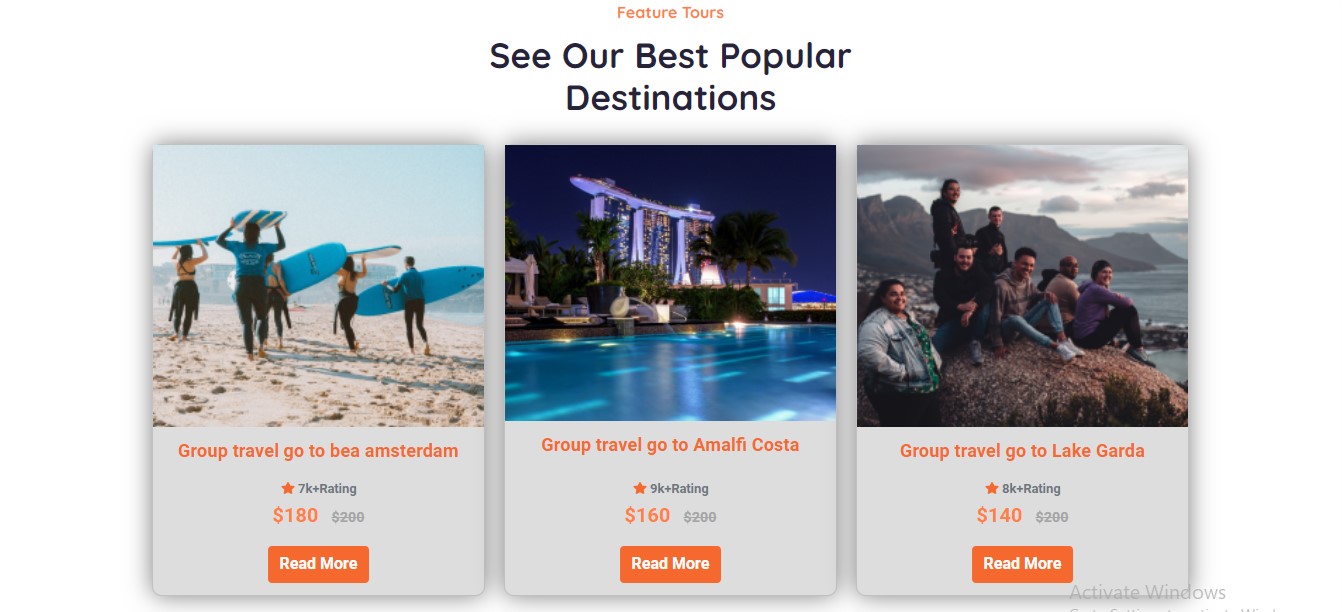 Feature Tours
See Our Best Popular
Destinations
Group travel go to bea amsterdam
7k+Rating
$180 $200
Read More
Group travel go to Amalfi Costa
9k+Rating
$160 $200
Read More
Group travel go to Lake Garda
8k+Rating
$140 $200
Read More
Activate Windows